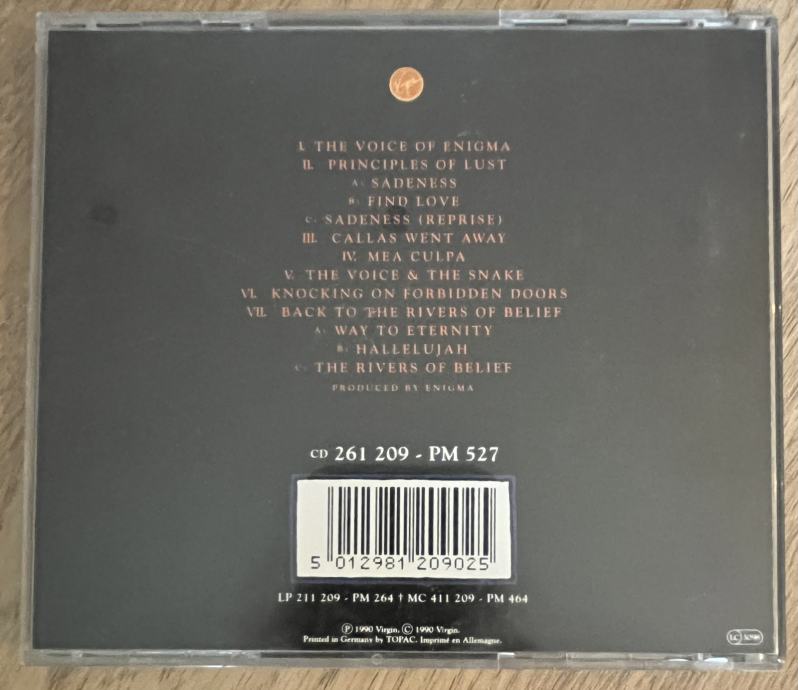 Virgin
I. THE VOICE OF ENIGMA
II. PRINCIPLES OF LUST
A: SADENESS
B: FIND LOVE
C: SADENESS (REPRISE)
III. CALLAS WENT AWAY
IV. MEA CULPA
V. THE VOICE & THE SNAKE
VI. KNOCKING ON FORBIDDEN DOORS
VII. BACK TO THE RIVERS OF BELIEF
A: WAY TO ETERNITY
B: HALLELUJAH
C: THE RIVERS OF BELIEF
PRODUCED BY ENIGMA
CD 261 209 - PM 527
5 012981 209025
LP 211 209 - PM 264 † MC 411 209 - PM 464
Ⓟ 1990 Virgin. Ⓒ 1990 Virgin.
Printed in Germany by TOPAC. Imprimé en Allemagne.
LC 3098